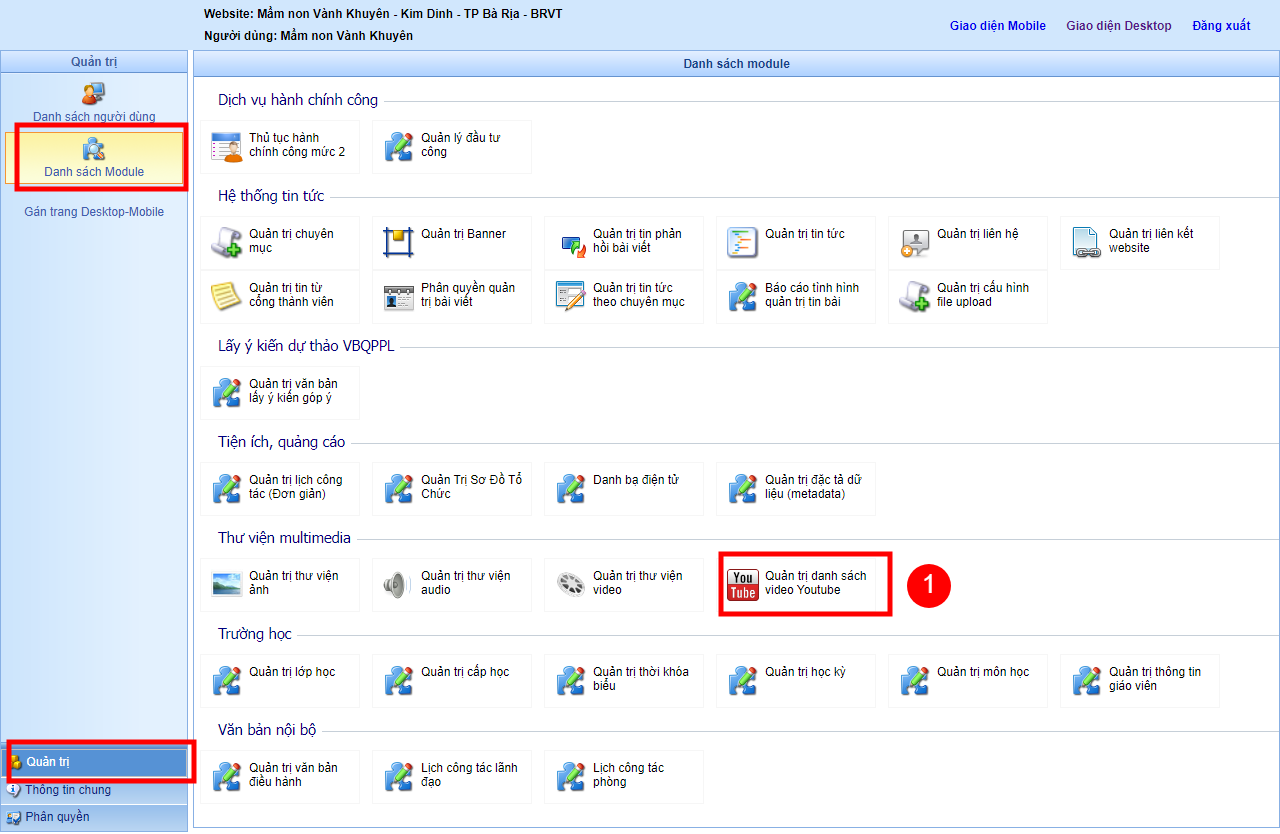 Website: Mầm non Vành Khuyên - Kim Dinh - TP Bà Rịa - BRVT
Người dùng: Mầm non Vành Khuyên
Giao diện Mobile
Giao diện Desktop
Đăng xuất
Quản trị
Danh sách người dùng
Danh sách Module
Gán trang Desktop-Mobile
Quản trị
Thông tin chung
Phân quyền
Danh sách module
Dịch vụ hành chính công
Thủ tục hành
chính công mức 2
Quản lý đầu tư
công
Hệ thống tin tức
Quản trị chuyên
mục
Quản trị Banner
Quản trị tin phản
hồi bài viết
Quản trị tin tức
Quản trị liên hệ
Quản trị liên kết
website
Quản trị tin từ
cổng thành viên
Phân quyền quản
trị bài viết
Quản trị tin tức
theo chuyên mục
Báo cáo tình hình
quản trị tin bài
Quản trị cấu hình
file upload
Lấy ý kiến dự thảo VBQPPL
Quản trị văn bản
lấy ý kiến góp ý
Tiện ích, quảng cáo
Quản trị lịch công
tác (Đơn giản)
Quản Trị Sơ Đồ Tổ
Chức
Danh bạ điện tử
Quản trị đặc tả dữ
liệu (metadata)
Thư viện multimedia
Quản trị thư viện
ảnh
Quản trị thư viện
audio
Quản trị thư viện
video
You
Tube
Quản trị danh sách
video Youtube
1
Trường học
Quản trị lớp học
Quản trị cấp học
Quản trị thời khóa
biểu
Quản trị học kỳ
Quản trị môn học
Quản trị thông tin
giáo viên
Văn bản nội bộ
Quản trị văn bản
điều hành
Lịch công tác lãnh
đạo
Lịch công tác
phòng